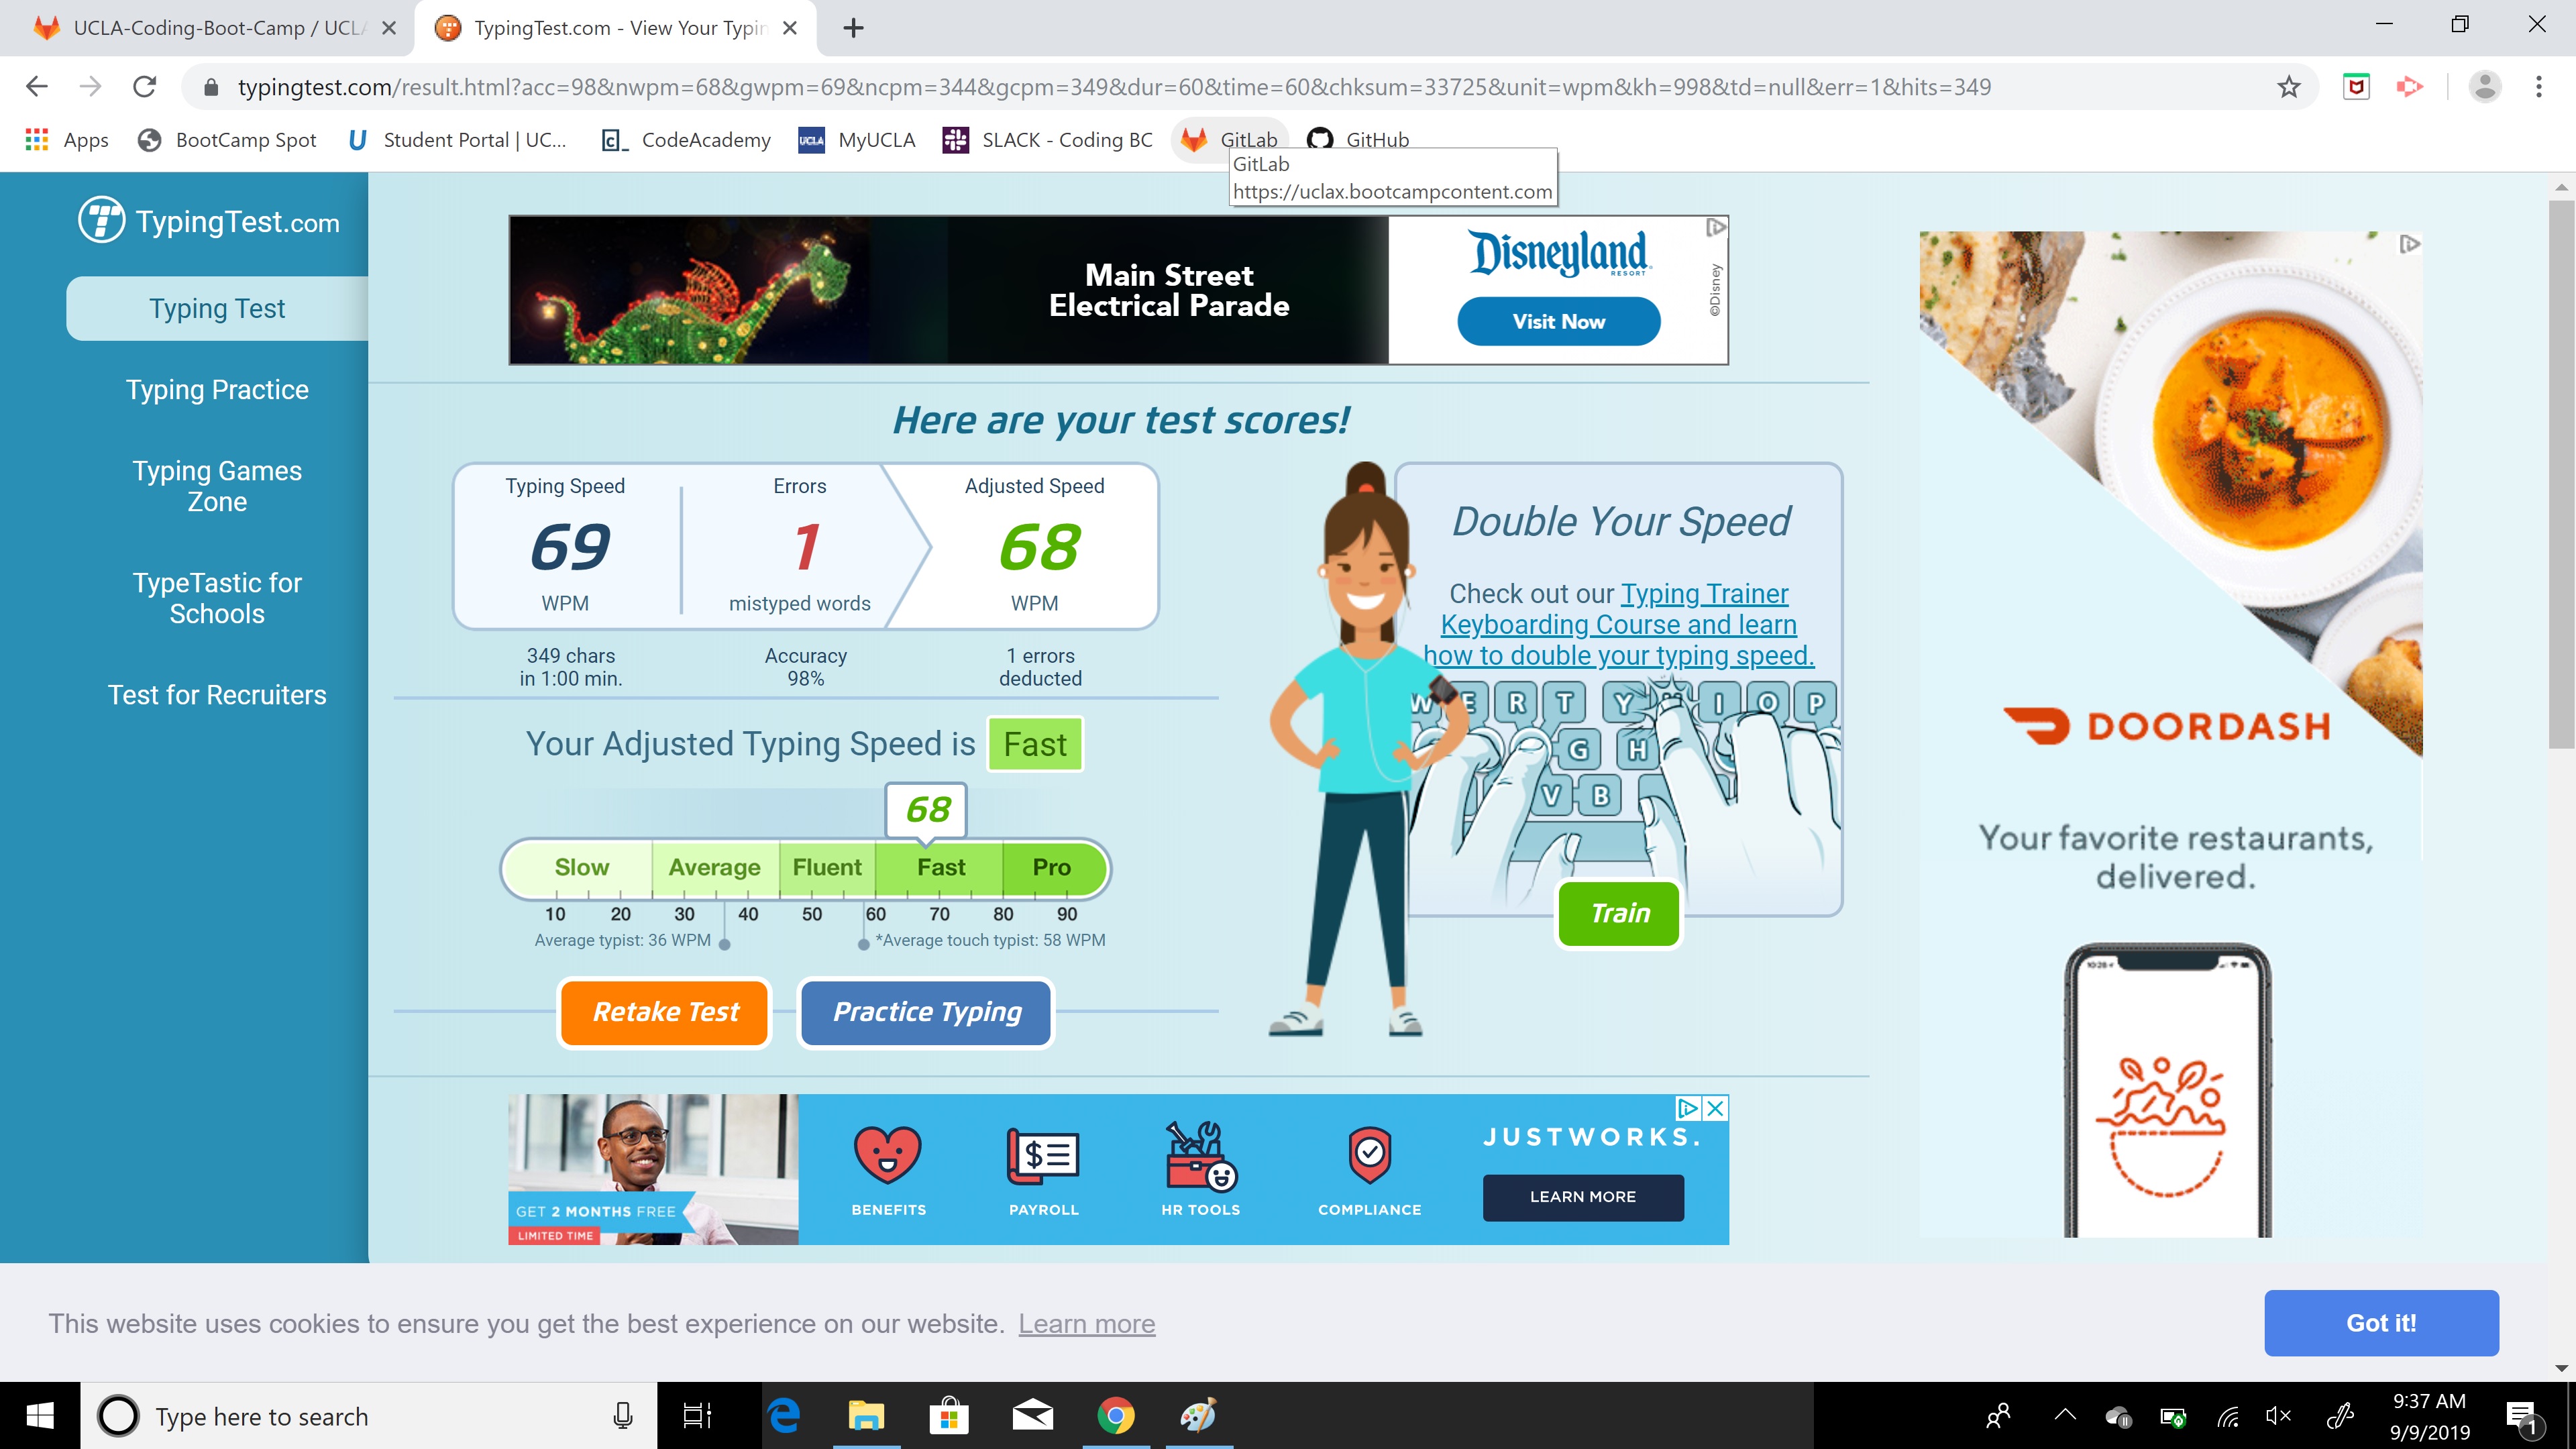 UCLA-Coding-Boot-Camp / UCL
TypingTest.com - View Your Typin
typingtest.com/result.html?acc=98&nwpm=68&gwpm=69&ncpm=344&gcpm=349&dur=60&time=60&chksum=33725&unit=wpm&kh=998&td=null&err=1&hits=349
Apps BootCamp Spot Student Portal | UC... CodeAcademy MyUCLA SLACK - Coding BC GitLab GitHub
GitLab
https://uclax.bootcampcontent.com
TypingTest.com
Typing Test
Typing Practice
Typing Games
Zone
TypeTastic for
Schools
Test for Recruiters
Main Street
Electrical Parade
Disneyland
RESORT
Visit Now
©Disney
Here are your test scores!
Typing Speed Errors Adjusted Speed
69 1 68
WPM mistyped words WPM
349 chars Accuracy 1 errors
in 1:00 min. 98% deducted
Your Adjusted Typing Speed is Fast
68
Slow Average Fluent Fast Pro
10 20 30 40 50 60 70 80 90
Average typist: 36 WPM *Average touch typist: 58 WPM
Retake Test Practice Typing
Double Your Speed
Check out our Typing Trainer
Keyboarding Course and learn
how to double your typing speed.
W E R T Y I O P
G H
V B
Train
DOORDASH
Your favorite restaurants,
delivered.
10:28
GET 2 MONTHS FREE
LIMITED TIME
BENEFITS PAYROLL HR TOOLS COMPLIANCE
JUSTWORKS.
LEARN MORE
This website uses cookies to ensure you get the best experience on our website. Learn more
Got it!
Type here to search
9:37 AM
9/9/2019
1